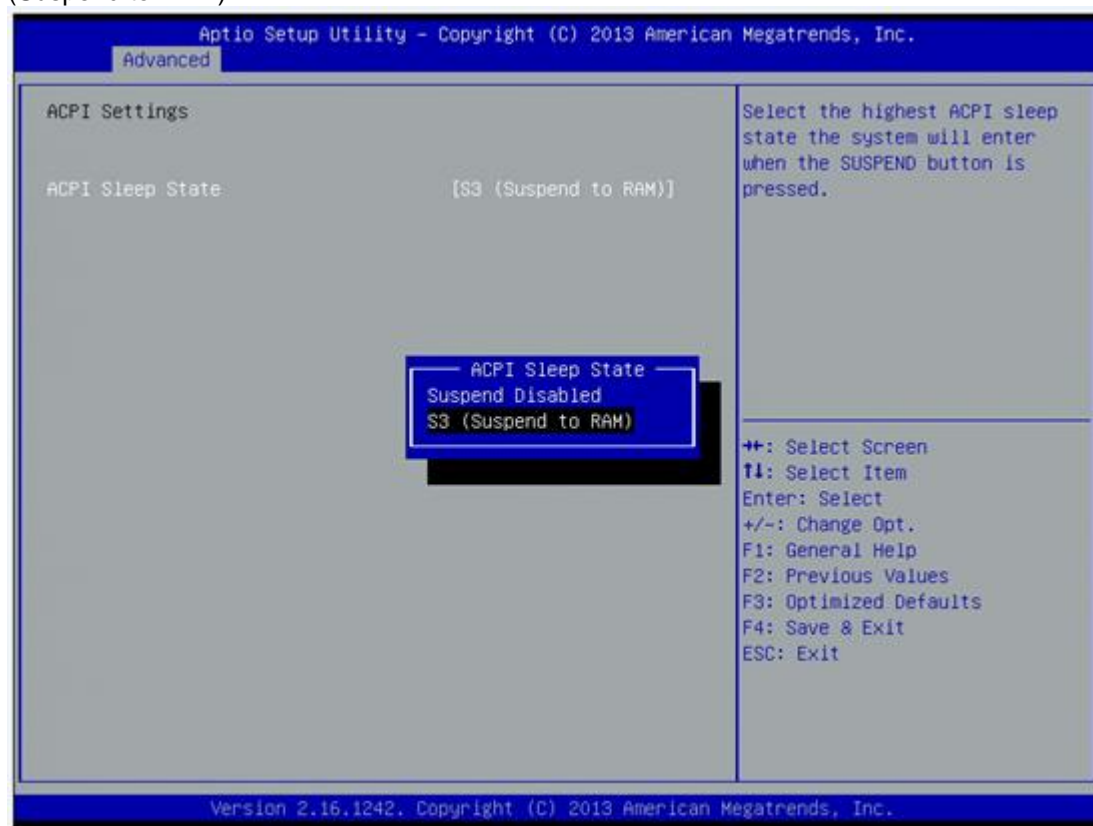 Aptio Setup Utility – Copyright (C) 2013 American Megatrends, Inc.
Advanced
ACPI Settings
ACPI Sleep State [S3 (Suspend to RAM)]
Select the highest ACPI sleep
state the system will enter
when the SUSPEND button is
pressed.
ACPI Sleep State
Suspend Disabled
S3 (Suspend to RAM)
→←: Select Screen
↑↓: Select Item
Enter: Select
+/-: Change Opt.
F1: General Help
F2: Previous Values
F3: Optimized Defaults
F4: Save & Exit
ESC: Exit
Version 2.16.1242. Copyright (C) 2013 American Megatrends, Inc.